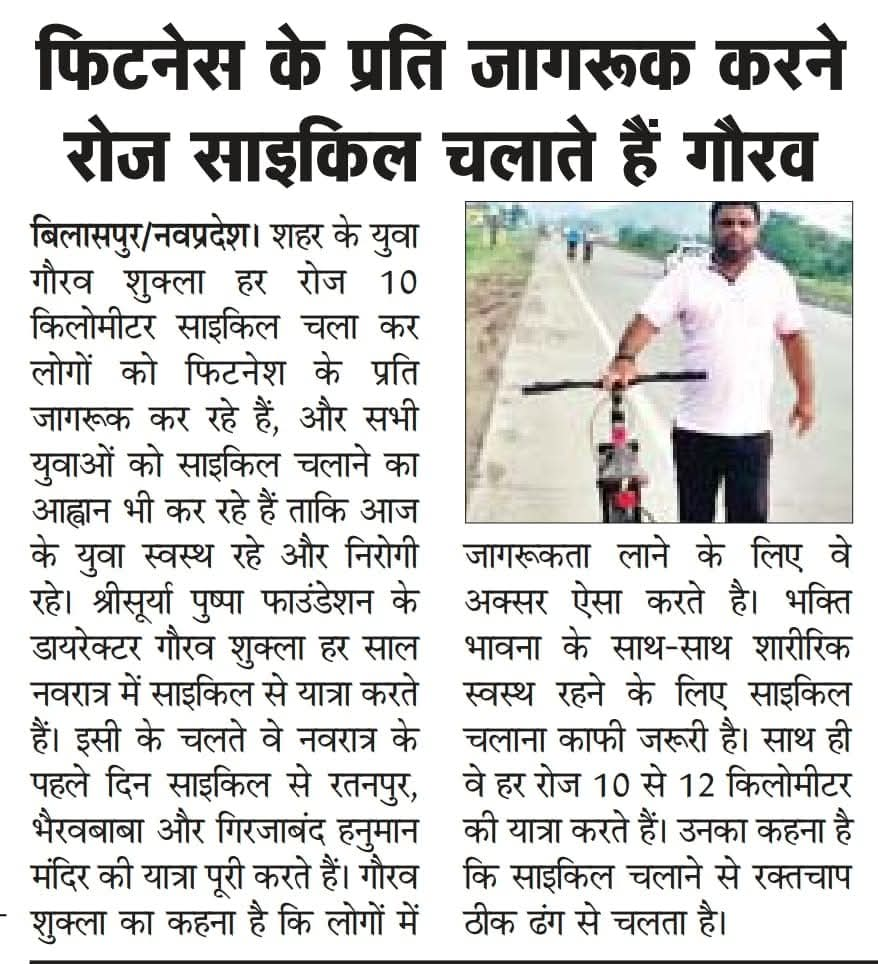 फिटनेस के प्रति जागरूक करने
रोज साइकिल चलाते हैं गौरव
बिलासपुर/नवप्रदेश। शहर के युवा
गौरव शुक्ला हर रोज 10
किलोमीटर साइकिल चला कर
लोगों को फिटनेश के प्रति
जागरूक कर रहे हैं, और सभी
युवाओं को साइकिल चलाने का
आह्वान भी कर रहे हैं ताकि आज
के युवा स्वस्थ रहे और निरोगी
रहे। श्रीसूर्या पुष्पा फाउंडेशन के
डायरेक्टर गौरव शुक्ला हर साल
नवरात्र में साइकिल से यात्रा करते
हैं। इसी के चलते वे नवरात्र के
पहले दिन साइकिल से रतनपुर,
भैरवबाबा और गिरजाबंद हनुमान
मंदिर की यात्रा पूरी करते हैं। गौरव
शुक्ला का कहना है कि लोगों में
जागरूकता लाने के लिए वे
अक्सर ऐसा करते है। भक्ति
भावना के साथ-साथ शारीरिक
स्वस्थ रहने के लिए साइकिल
चलाना काफी जरूरी है। साथ ही
वे हर रोज 10 से 12 किलोमीटर
की यात्रा करते हैं। उनका कहना है
कि साइकिल चलाने से रक्तचाप
ठीक ढंग से चलता है।